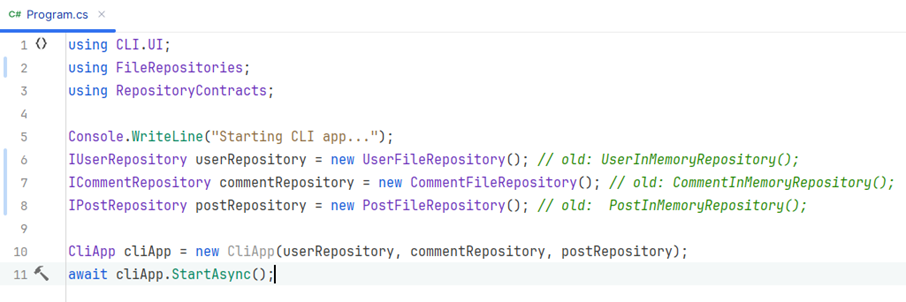 C# Program.cs ×
1 using CLI.UI;
2 using FileRepositories;
3 using RepositoryContracts;
4
5 Console.WriteLine("Starting CLI app...");
6 IUserRepository userRepository = new UserFileRepository(); // old: UserInMemoryRepository();
7 ICommentRepository commentRepository = new CommentFileRepository(); // old: CommentInMemoryRepository();
8 IPostRepository postRepository = new PostFileRepository(); // old:  PostInMemoryRepository();
9
10 CliApp cliApp = new CliApp(userRepository, commentRepository, postRepository);
11 await cliApp.StartAsync();